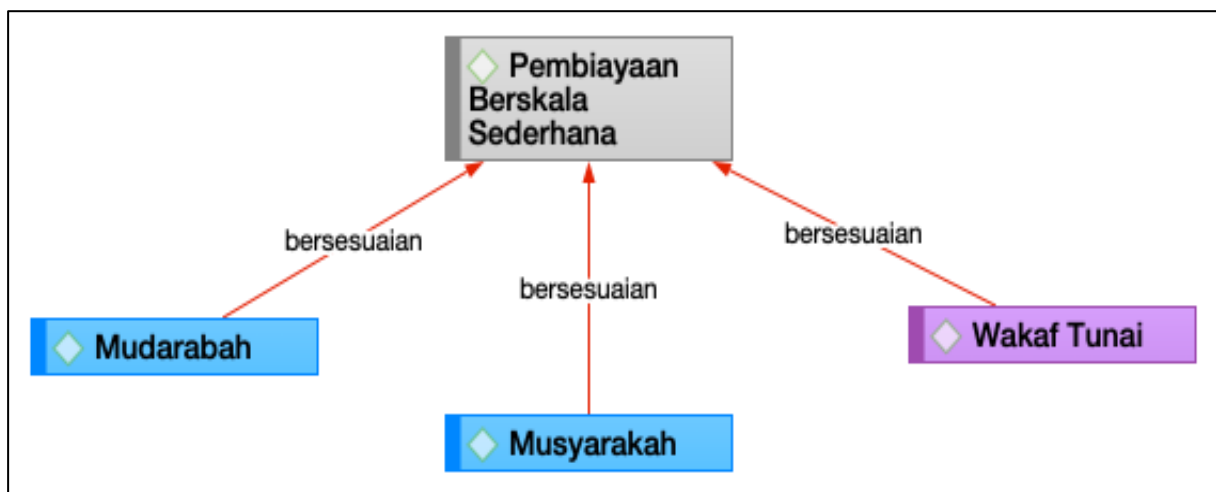 Pembiayaan
Berskala
Sederhana
bersesuaian
bersesuaian
bersesuaian
Mudarabah
Wakaf Tunai
Musyarakah